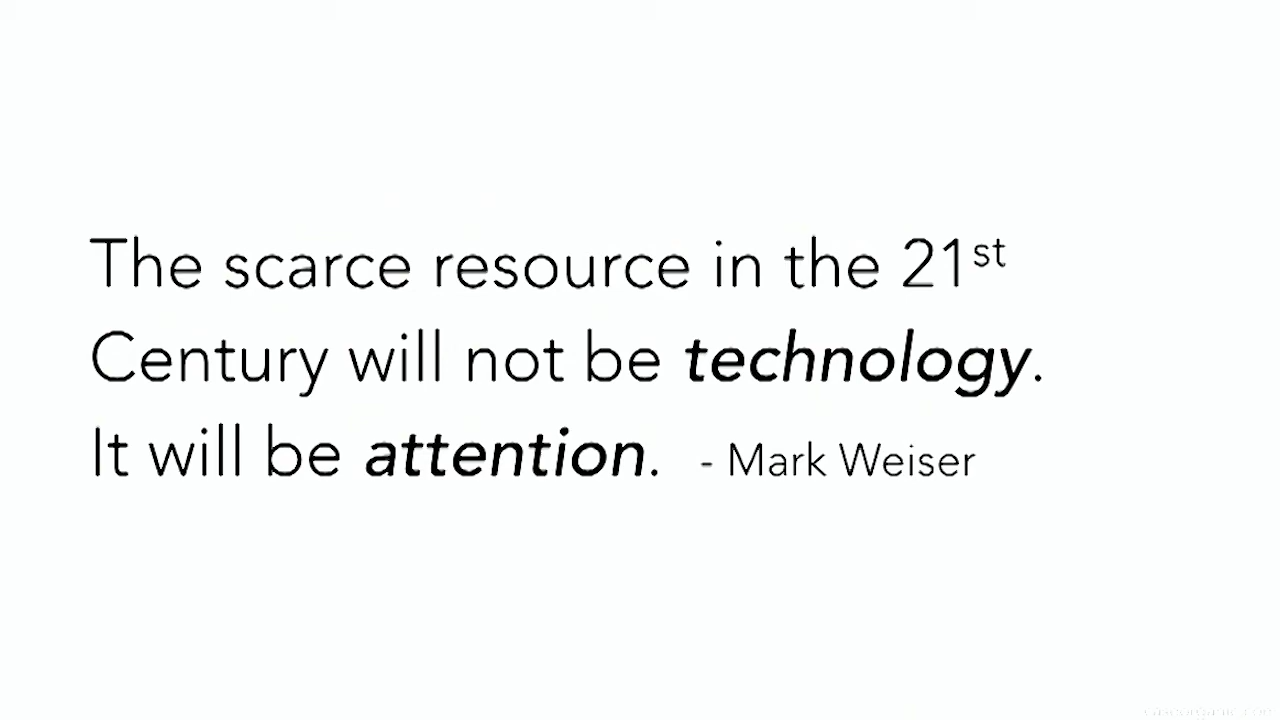 The scarce resource in the 21st
Century will not be technology.
It will be attention. - Mark Weiser